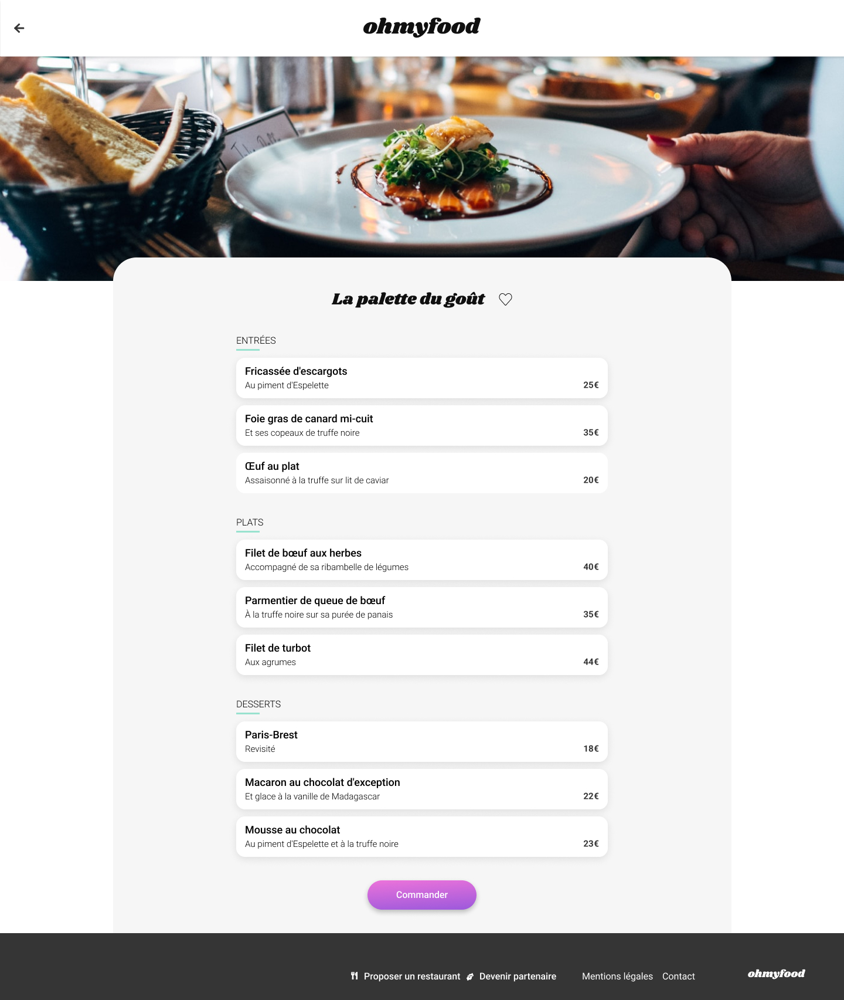 ohmyfood
La palette du goût
ENTRÉES
Fricassée d'escargots
Au piment d'Espelette 25€
Foie gras de canard mi-cuit
Et ses copeaux de truffe noire 35€
Œuf au plat
Assaisonné à la truffe sur lit de caviar 20€
PLATS
Filet de bœuf aux herbes
Accompagné de sa ribambelle de légumes 40€
Parmentier de queue de bœuf
À la truffe noire sur sa purée de panais 35€
Filet de turbot
Aux agrumes 44€
DESSERTS
Paris-Brest
Revisité 18€
Macaron au chocolat d'exception
Et glace à la vanille de Madagascar 22€
Mousse au chocolat
Au piment d'Espelette et à la truffe noire 23€
Commander
Proposer un restaurant Devenir partenaire Mentions légales Contact ohmyfood